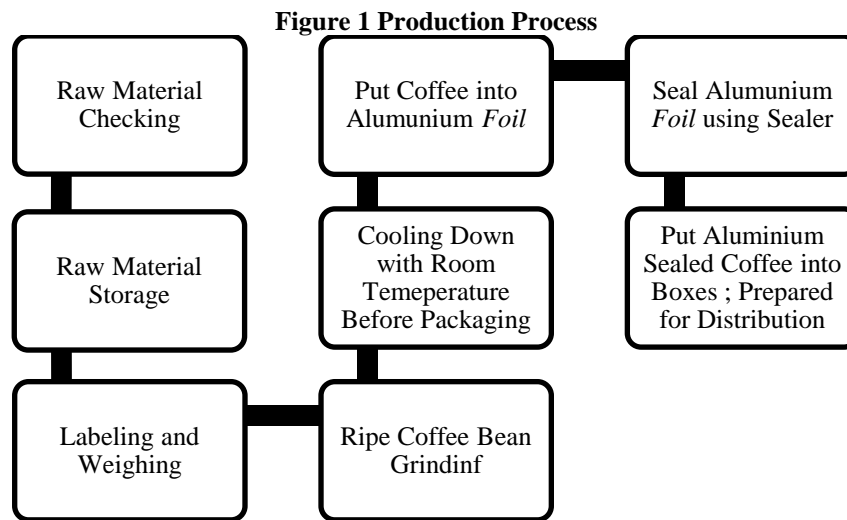 Figure 1 Production Process
Raw Material
Checking
Raw Material
Storage
Labeling and
Weighing
Ripe Coffee Bean
Grindinf
Cooling Down
with Room
Temeperature
Before Packaging
Put Coffee into
Alumunium Foil
Seal Alumunium
Foil using Sealer
Put Aluminium
Sealed Coffee into
Boxes ; Prepared
for Distribution